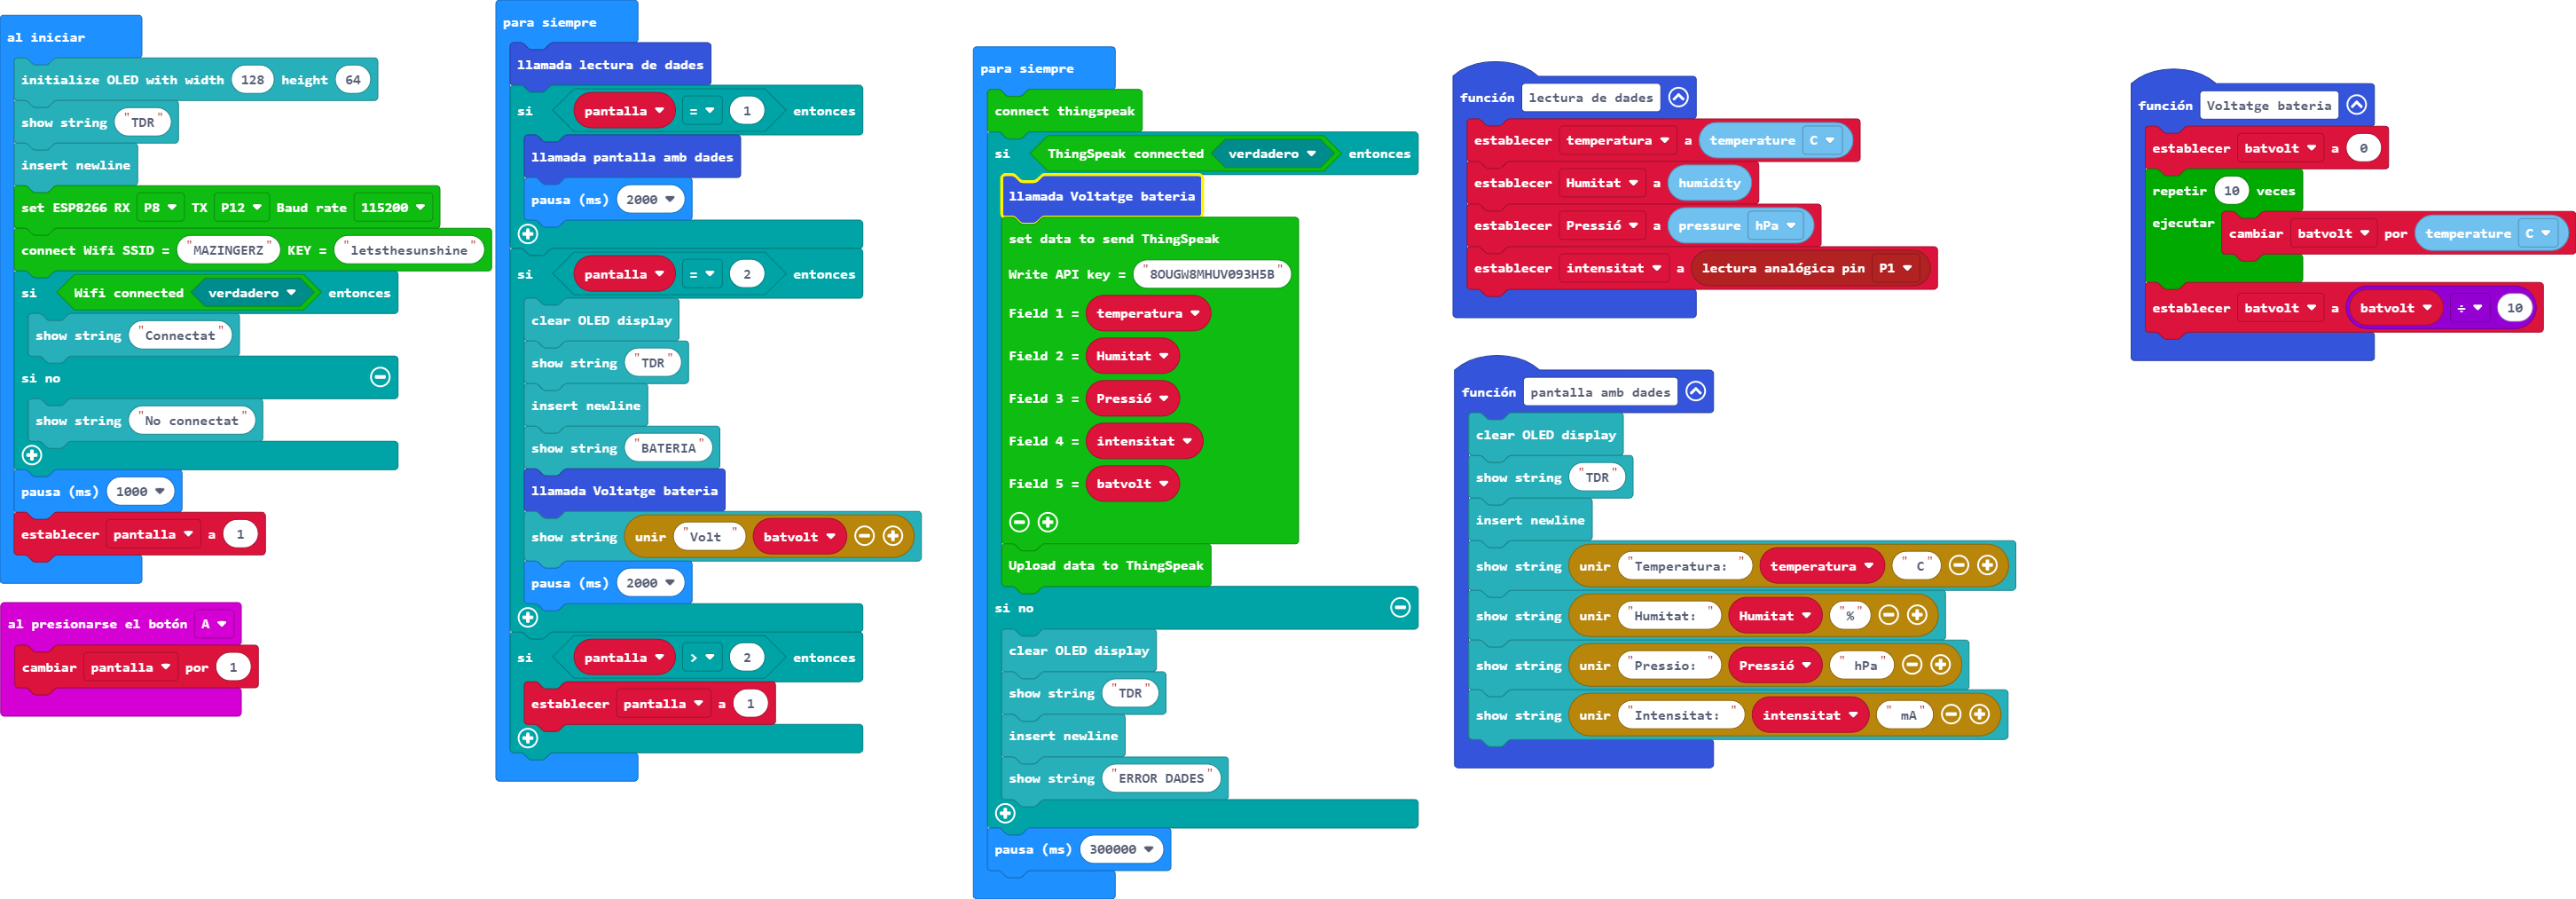 al iniciar
initialize OLED with width 128 height 64
show string "TDR"
insert newline
set ESP8266 RX P8 TX P12 Baud rate 115200
connect Wifi SSID = "MAZINGERZ" KEY = "letsthesunshine"
si Wifi connected verdadero entonces
show string "Connectat"
si no
show string "No connectat"
pausa (ms) 1000
establecer pantalla a 1
al presionarse el botón A
cambiar pantalla por 1
para siempre
llamada lectura de dades
si pantalla = 1 entonces
llamada pantalla amb dades
pausa (ms) 2000
si pantalla = 2 entonces
clear OLED display
show string "TDR"
insert newline
show string "BATERIA"
llamada Voltatge bateria
show string unir "Volt " batvolt
pausa (ms) 2000
si pantalla > 2 entonces
establecer pantalla a 1
para siempre
connect thingspeak
si ThingSpeak connected verdadero entonces
llamada Voltatge bateria
set data to send ThingSpeak
Write API key = "8OUGW8MHUV093H5B"
Field 1 = temperatura
Field 2 = Humitat
Field 3 = Pressió
Field 4 = intensitat
Field 5 = batvolt
Upload data to ThingSpeak
si no
clear OLED display
show string "TDR"
insert newline
show string "ERROR DADES"
pausa (ms) 300000
función lectura de dades
establecer temperatura a temperature C
establecer Humitat a humidity
establecer Pressió a pressure hPa
establecer intensitat a lectura analógica pin P1
función pantalla amb dades
clear OLED display
show string "TDR"
insert newline
show string unir "Temperatura: " temperatura " C"
show string unir "Humitat: " Humitat "%"
show string unir "Pressio: " Pressió " hPa"
show string unir "Intensitat: " intensitat " mA"
función Voltatge bateria
establecer batvolt a 0
repetir 10 veces
ejecutar cambiar batvolt por temperature C
establecer batvolt a batvolt ÷ 10